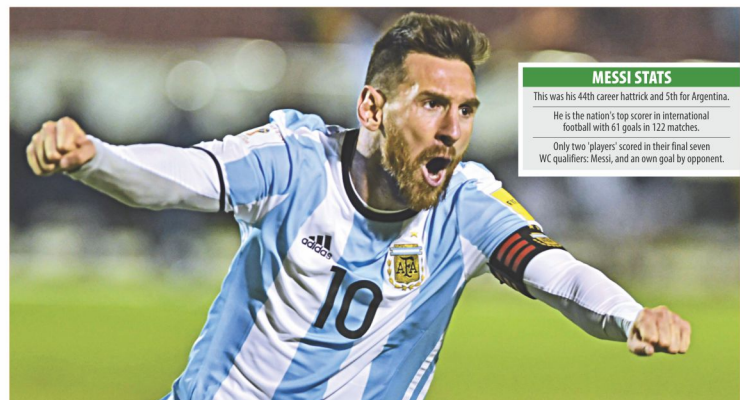 MESSI STATS
This was his 44th career hattrick and 5th for Argentina.
He is the nation's top scorer in international
football with 61 goals in 122 matches.
Only two 'players' scored in their final seven
WC qualifiers: Messi, and an own goal by opponent.
adidas
AFA
10